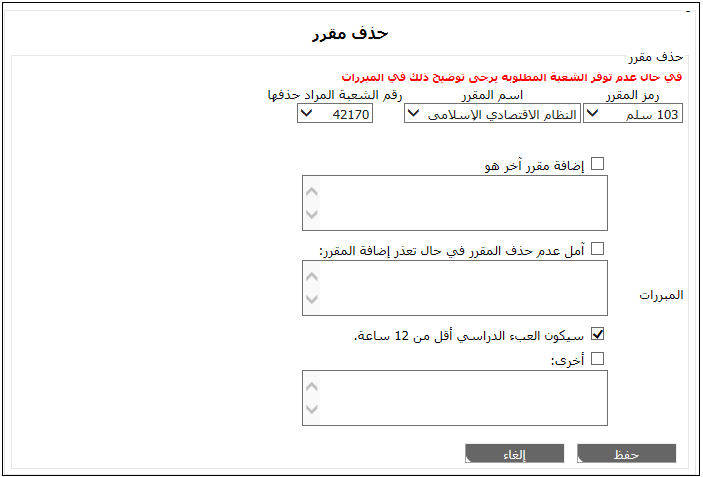 حذف مقرر
حذف مقرر
في حال عدم توفر الشعبة المطلوبه يرجى توضيح ذلك في المبررات
رمز المقرر اسم المقرر رقم الشعبة المراد حذفها
103 سلم النظام الاقتصادي الإسلامي 42170
إضافة مقرر آخر هو
آمل عدم حذف المقرر في حال تعذر إضافة المقرر:
المبررات
سيكون العبء الدراسي أقل من 12 ساعة.
أخرى:
حفظ إلغاء